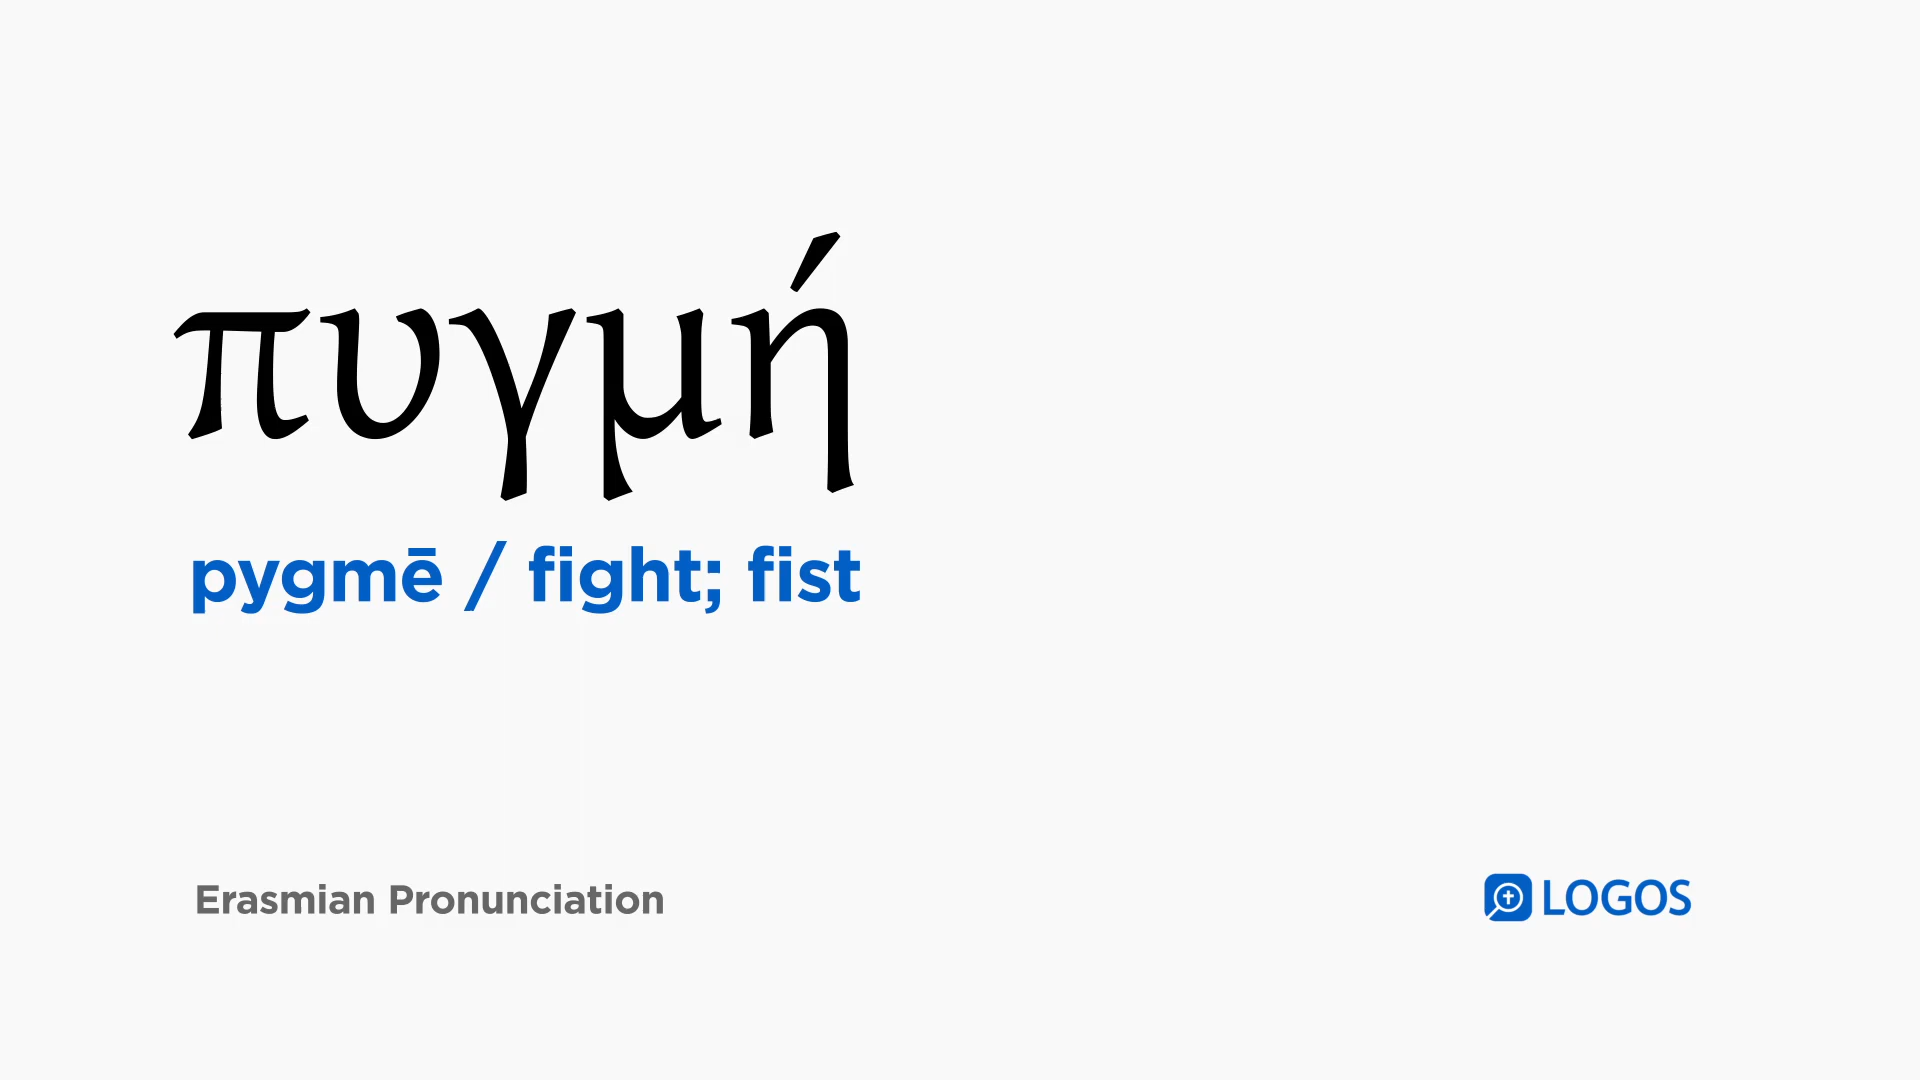 πυγμή
pygmē / fight; fist
Erasmian Pronunciation
LOGOS